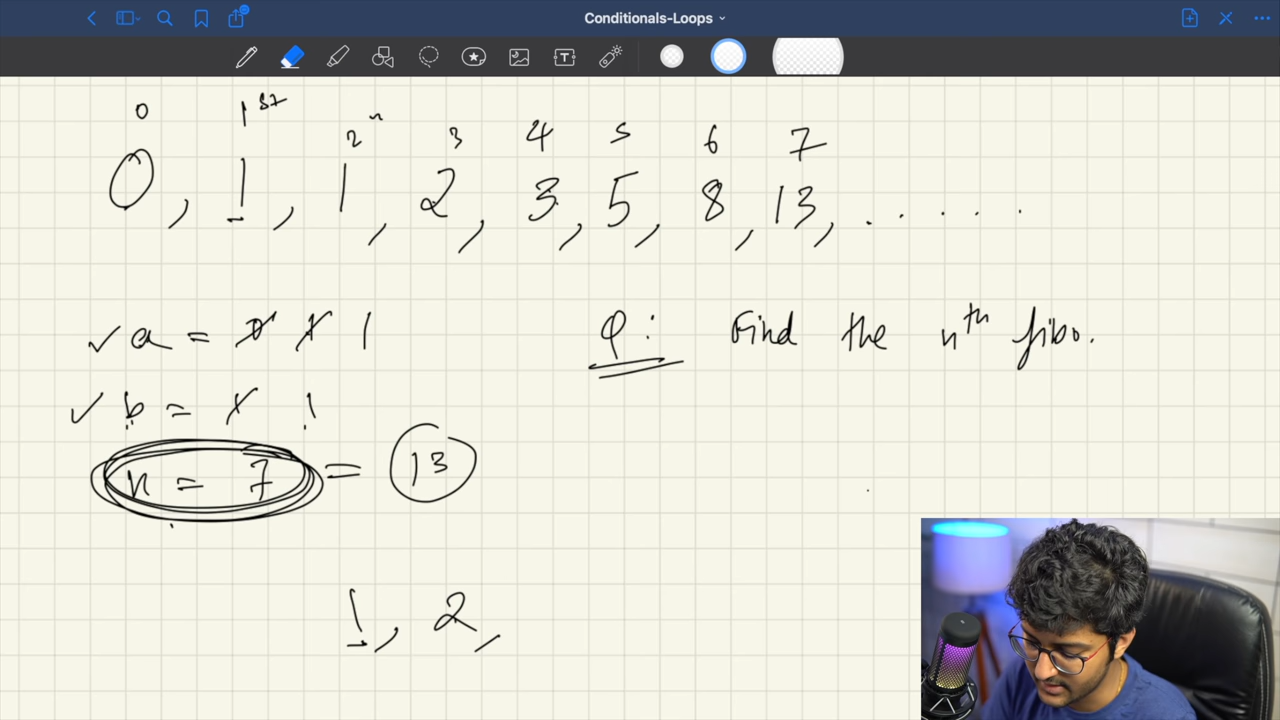 Conditionals-Loops
0 1st 2n 3 4 5 6 7
0, 1, 1, 2, 3, 5, 8, 13, ......
✓ a = 0 1 1
Q: Find the nth fibo.
✓ b = 1 1
n = 7 = 13
1, 2,